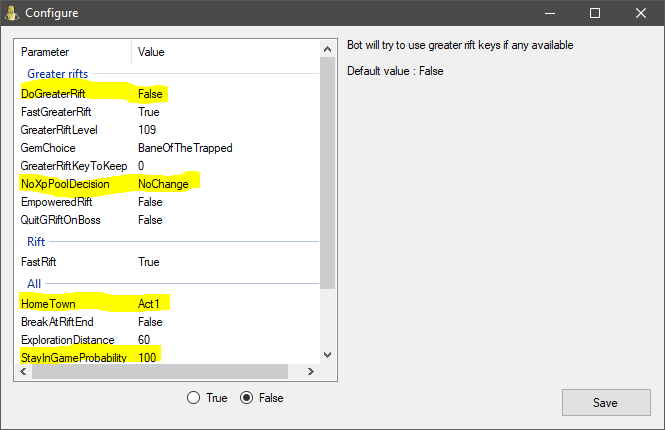 Configure
Parameter Value
Greater rifts
DoGreaterRift False
FastGreaterRift True
GreaterRiftLevel 109
GemChoice BaneOfTheTrapped
GreaterRiftKeyToKeep 0
NoXpPoolDecision NoChange
EmpoweredRift False
QuitGRiftOnBoss False
Rift
FastRift True
All
HomeTown Act1
BreakAtRiftEnd False
ExplorationDistance 60
StayInGameProbability 100
True False
Bot will try to use greater rift keys if any available
Default value : False
Save